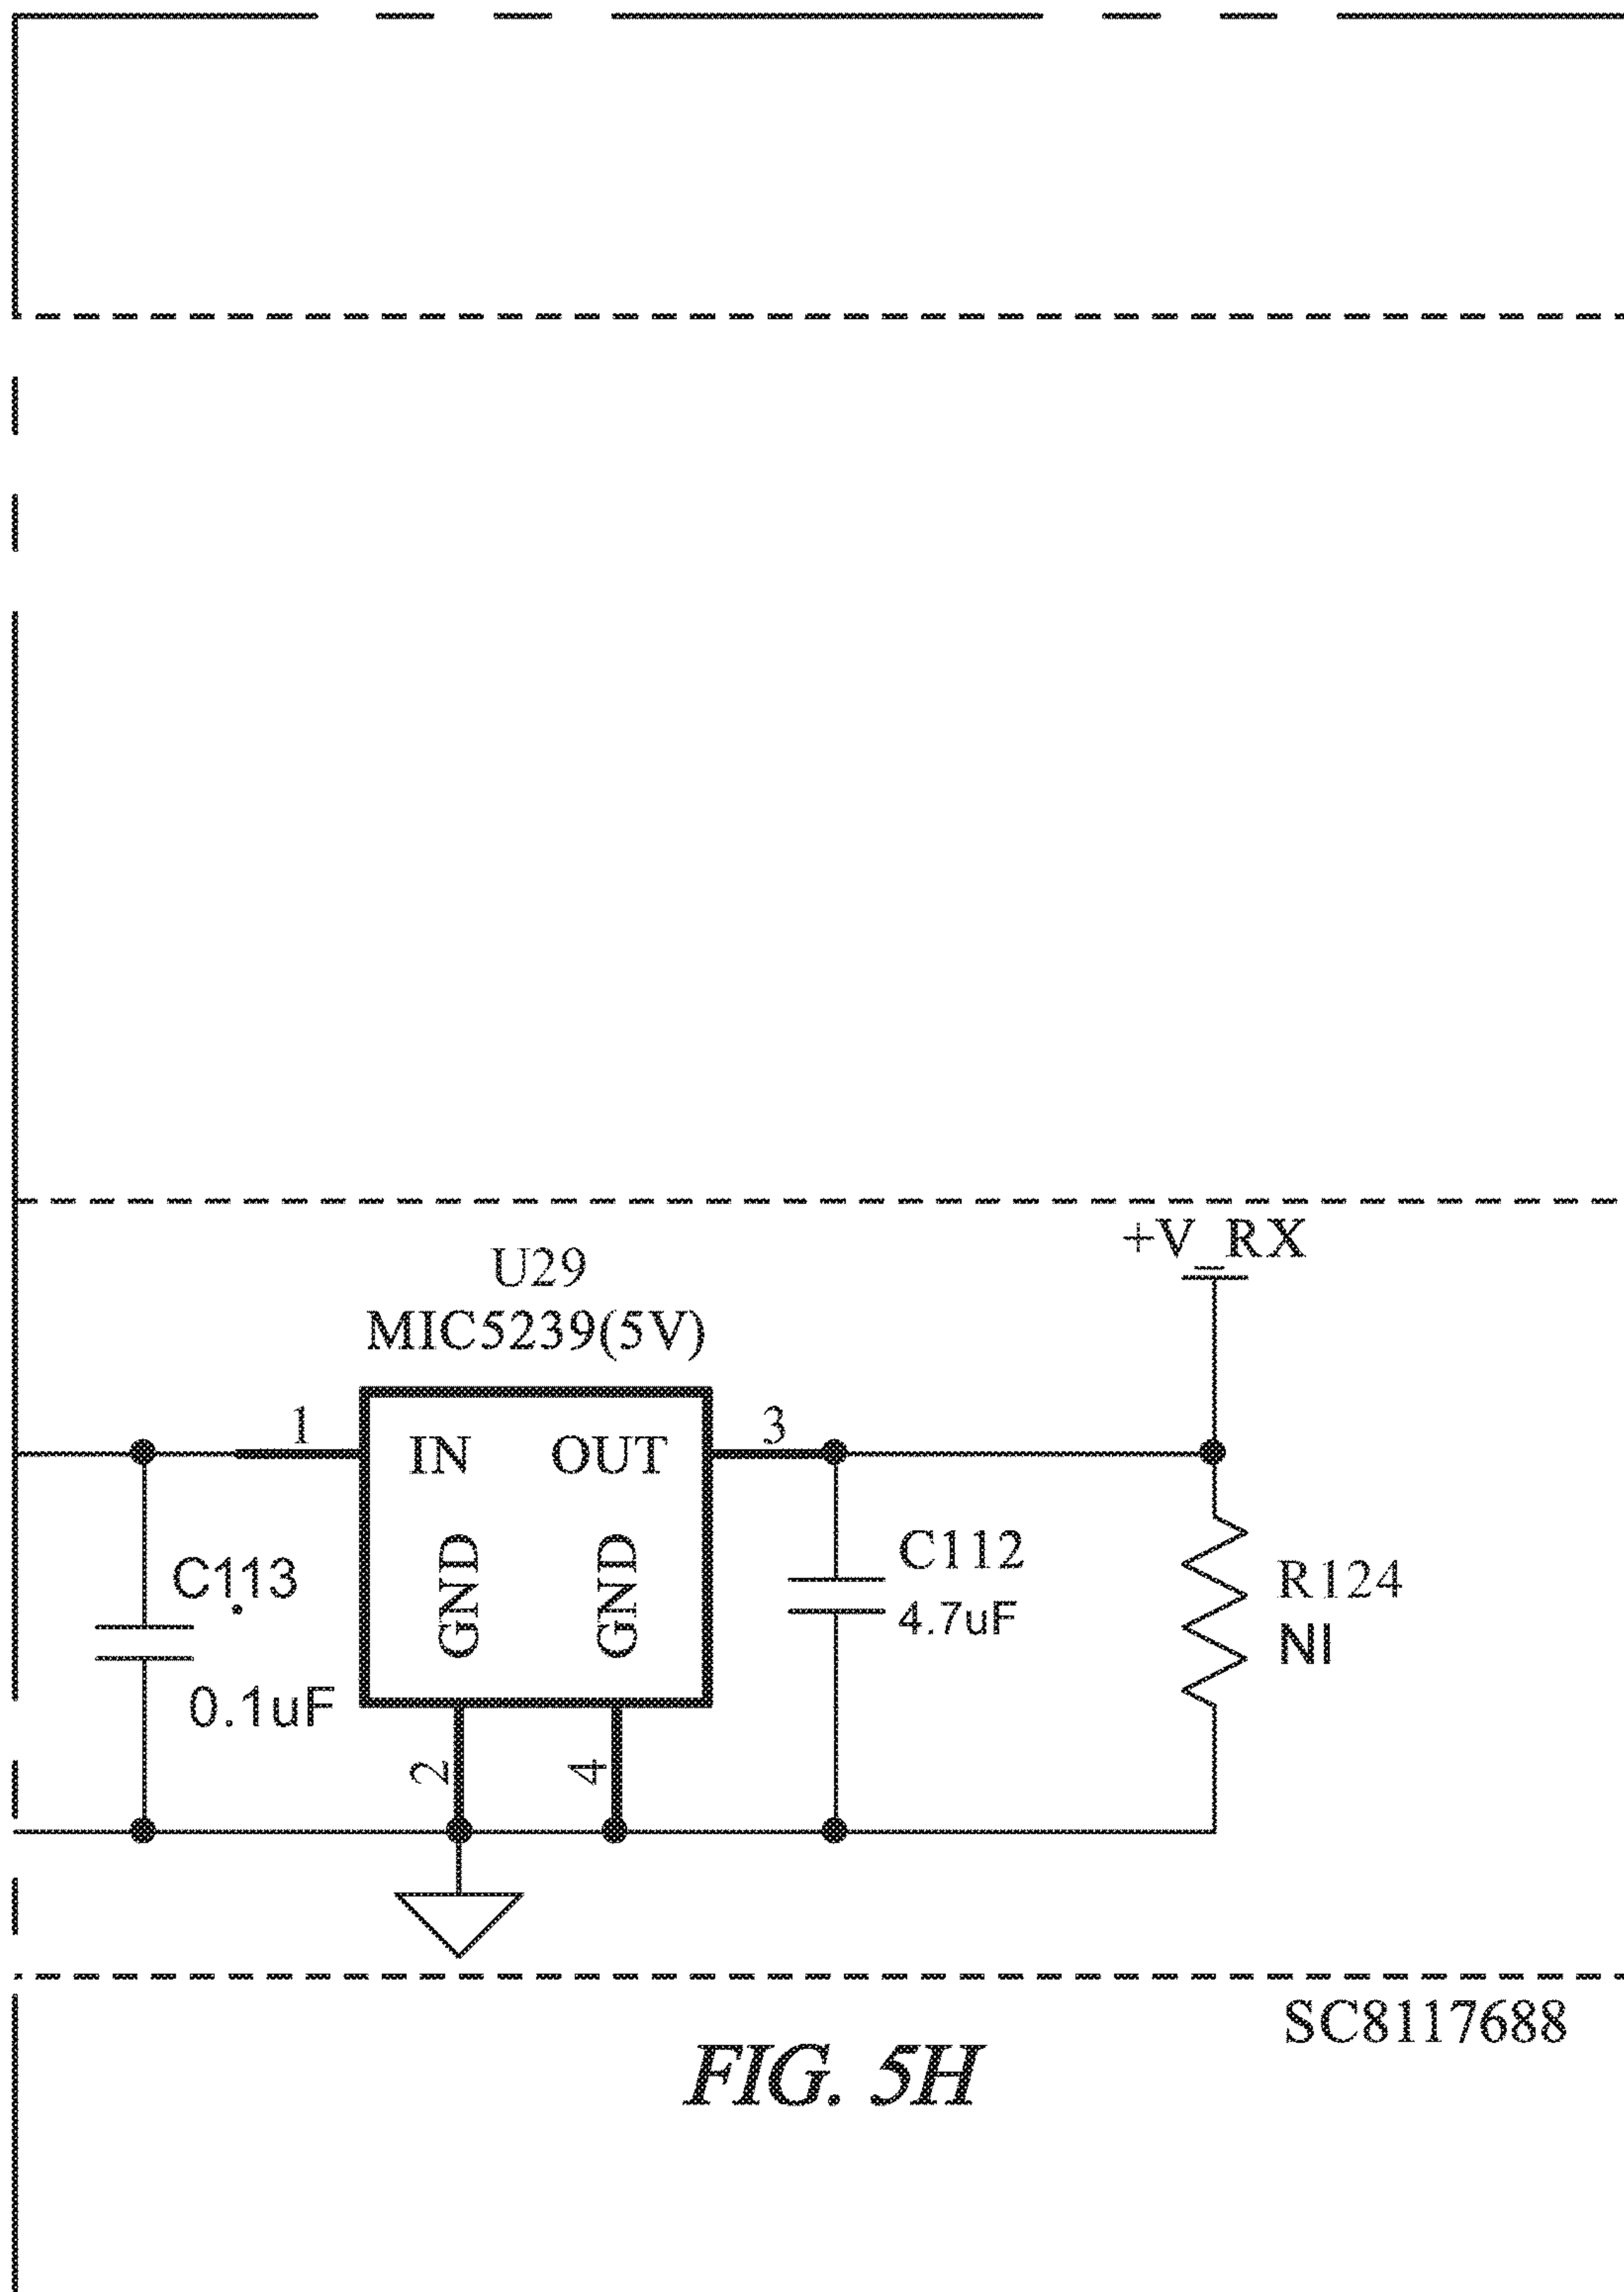 +V_RX
U29
MIC5239(5V)
1
3
IN
OUT
C112
GND
GND
C113
R124
4.7uF
NI
0.1uF
2
4
SC8117688
FIG. 5H